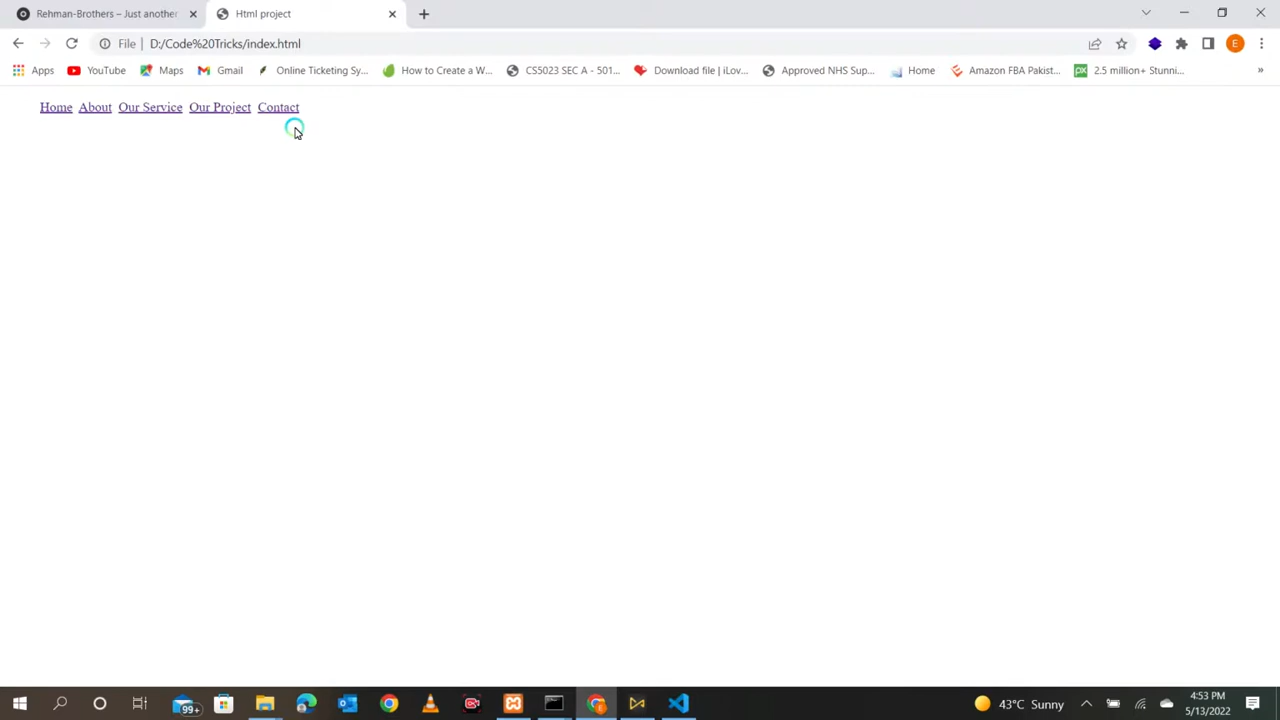 Rehman-Brothers – Just another
Html project
File
D:/Code%20Tricks/index.html
E
Apps
YouTube
Maps
Gmail
Online Ticketing Sy...
How to Create a W...
CS5023 SEC A - 501...
Download file | iLov...
Approved NHS Sup...
Home
Amazon FBA Pakist...
px
2.5 million+ Stunni...
»
Home About Our Service Our Project Contact
99+
43°C Sunny
4:53 PM
5/13/2022